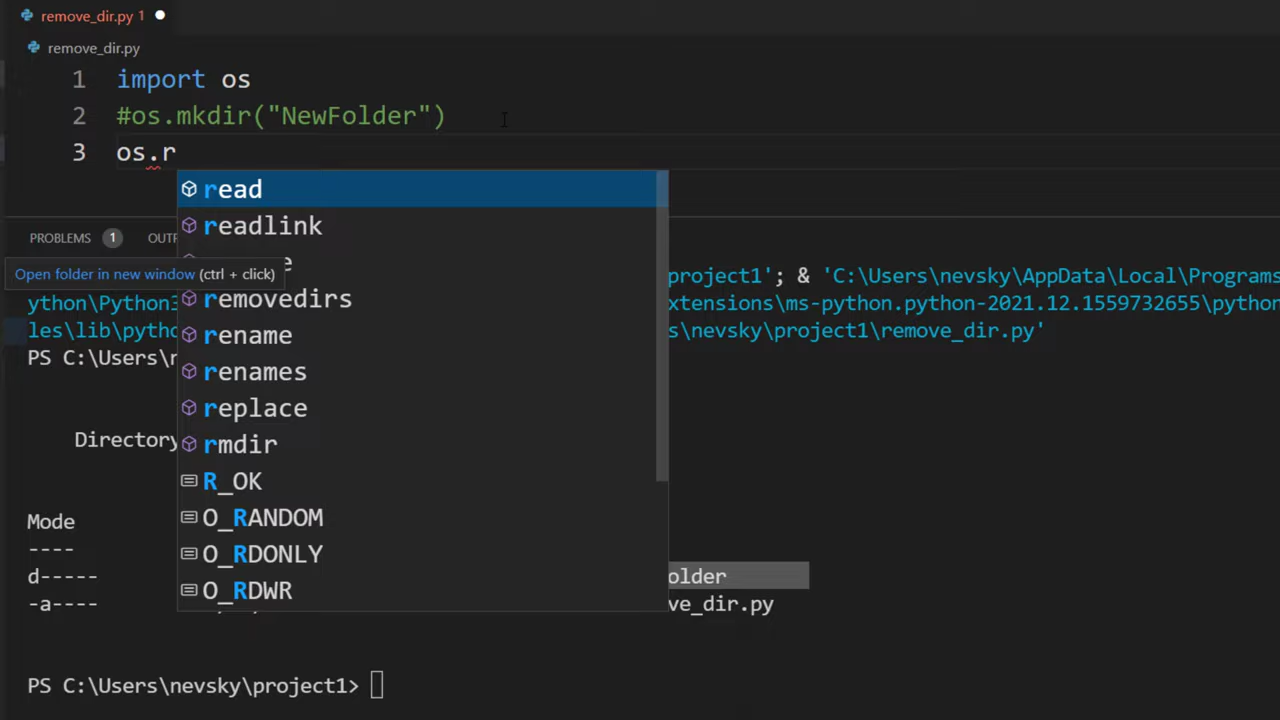 remove_dir.py 1
remove_dir.py
1 import os
2 #os.mkdir("NewFolder")
3 os.r
read
readlink
e
removedirs
rename
renames
replace
rmdir
R_OK
O_RANDOM
O_RDONLY
O_RDWR
PROBLEMS 1 OUT
Open folder in new window (ctrl + click)
project1'; & 'C:\Users\nevsky\AppData\Local\Programs
ython\Python3 xtensions\ms-python.python-2021.12.1559732655\python
les\lib\pytho s\nevsky\project1\remove_dir.py'
PS C:\Users\n
Directory
Mode
----
d----- older
-a---- ve_dir.py
PS C:\Users\nevsky\project1>